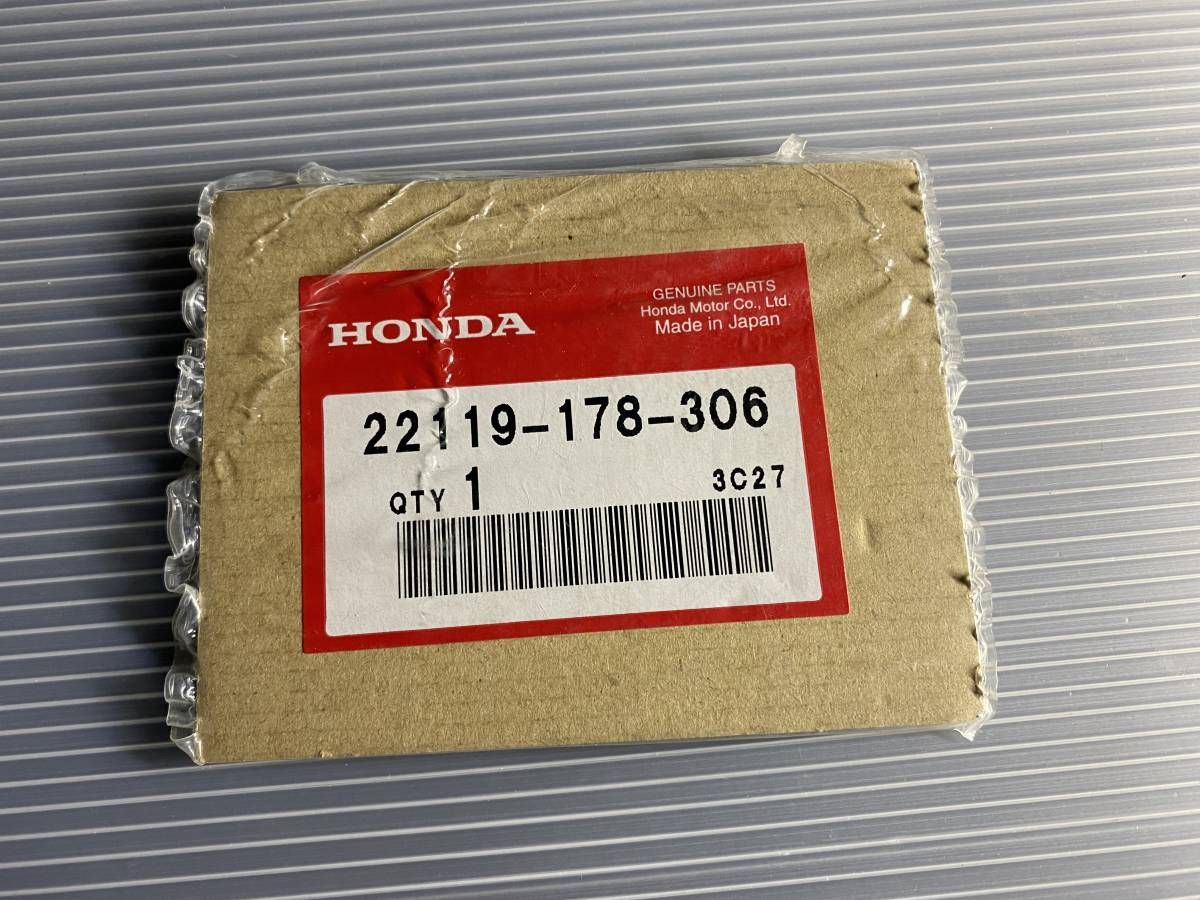 HONDA
GENUINE PARTS
Honda Motor Co., Ltd.
Made in Japan
22119-178-306
QTY 1 3C27